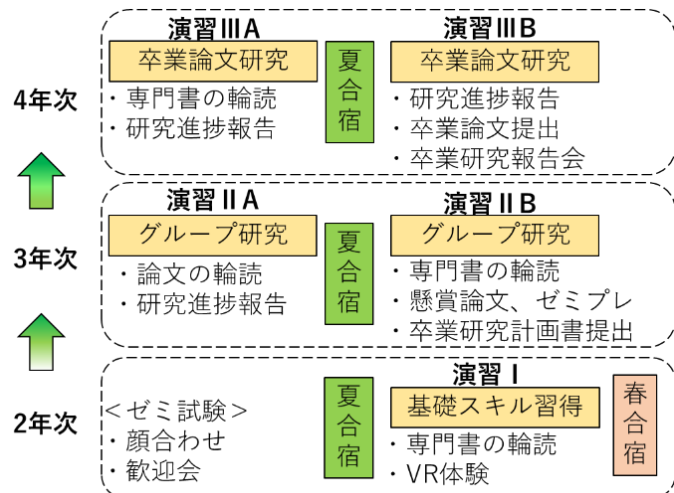 4年次
演習ⅢA
卒業論文研究
・専門書の輪読
・研究進捗報告
夏合宿
演習ⅢB
卒業論文研究
・研究進捗報告
・卒業論文提出
・卒業研究報告会
3年次
演習ⅡA
グループ研究
・論文の輪読
・研究進捗報告
夏合宿
演習ⅡB
グループ研究
・専門書の輪読
・懸賞論文、ゼミプレ
・卒業研究計画書提出
2年次
＜ゼミ試験＞
・顔合わせ
・歓迎会
夏合宿
演習Ⅰ
基礎スキル習得
・専門書の輪読
・VR体験
春合宿